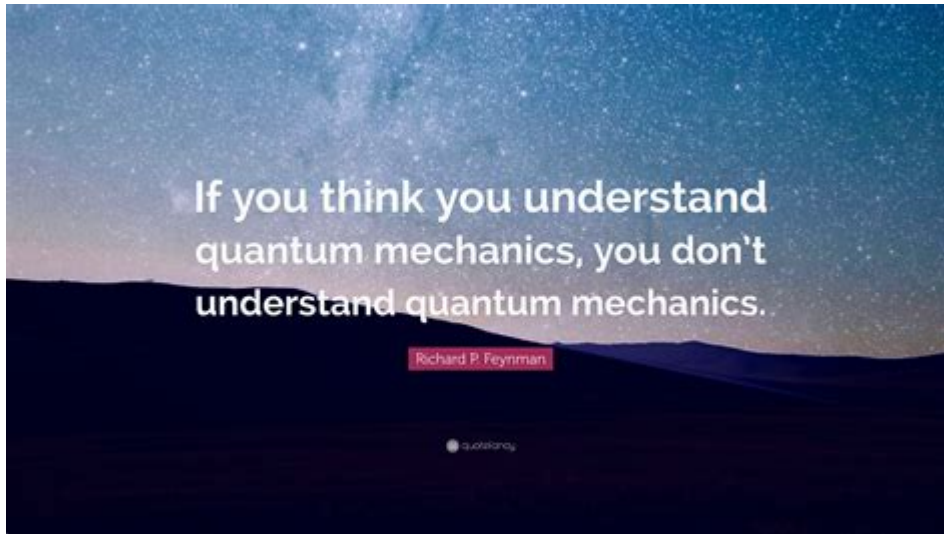 If you think you understand
quantum mechanics, you don’t
understand quantum mechanics.
Richard P. Feynman
quotefancy